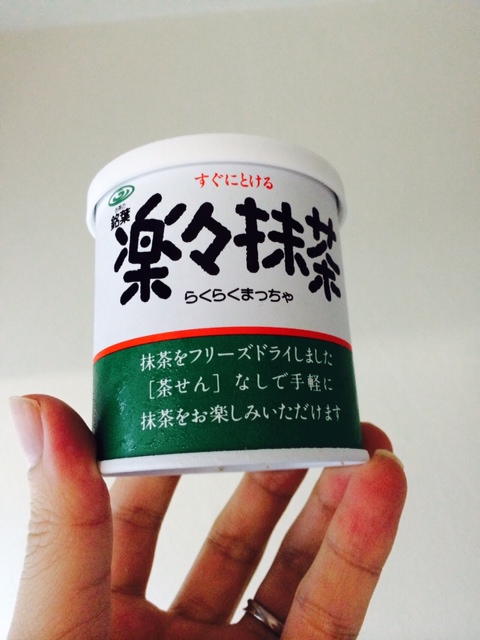 すぐにとける
銘葉
楽々抹茶
らくらくまっちゃ
抹茶をフリーズドライしました
[茶せん]なしで手軽に
抹茶をお楽しみいただけます